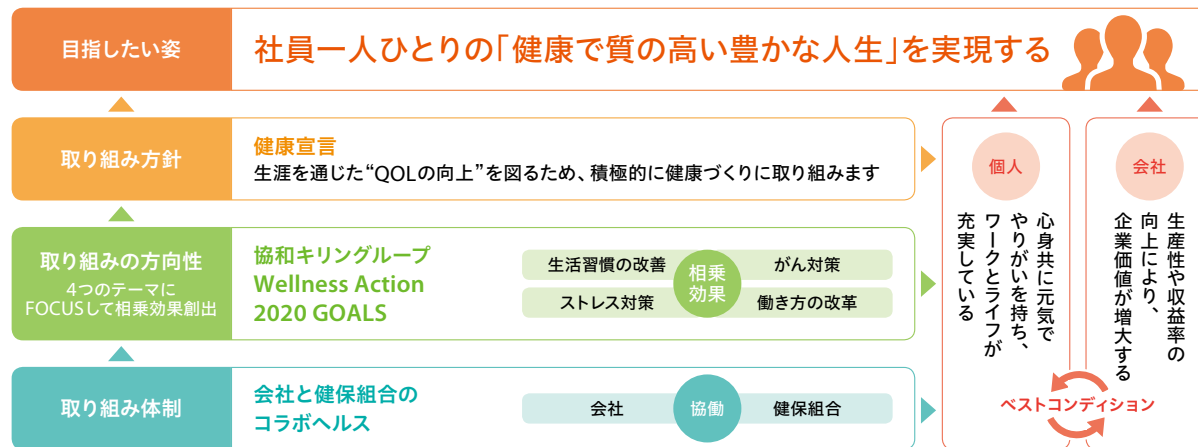 目指したい姿
社員一人ひとりの「健康で質の高い豊かな人生」を実現する
取り組み方針
健康宣言
生涯を通じた“QOLの向上”を図るため、積極的に健康づくりに取り組みます
取り組みの方向性
4つのテーマに
FOCUSして相乗効果創出
協和キリングループ
Wellness Action
2020 GOALS
生活習慣の改善
がん対策
相乗
効果
ストレス対策
働き方の改革
取り組み体制
会社と健保組合の
コラボヘルス
会社
協働
健保組合
個人
心身共に元気で
やりがいを持ち、
ワークとライフが
充実している
会社
生産性や収益率の
向上により、
企業価値が増大する
ベストコンディション